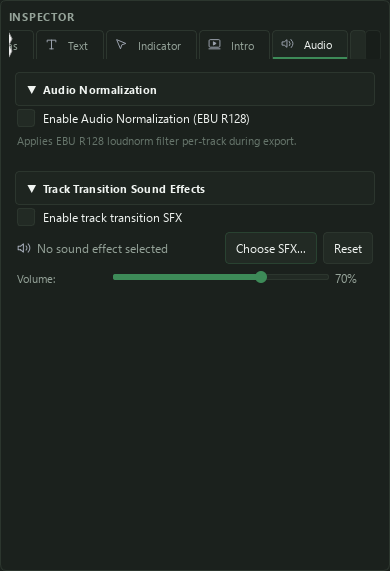 INSPECTOR
s Text Indicator Intro Audio
▼ Audio Normalization
Enable Audio Normalization (EBU R128)
Applies EBU R128 loudnorm filter per-track during export.
▼ Track Transition Sound Effects
Enable track transition SFX
No sound effect selected Choose SFX... Reset
Volume: 70%